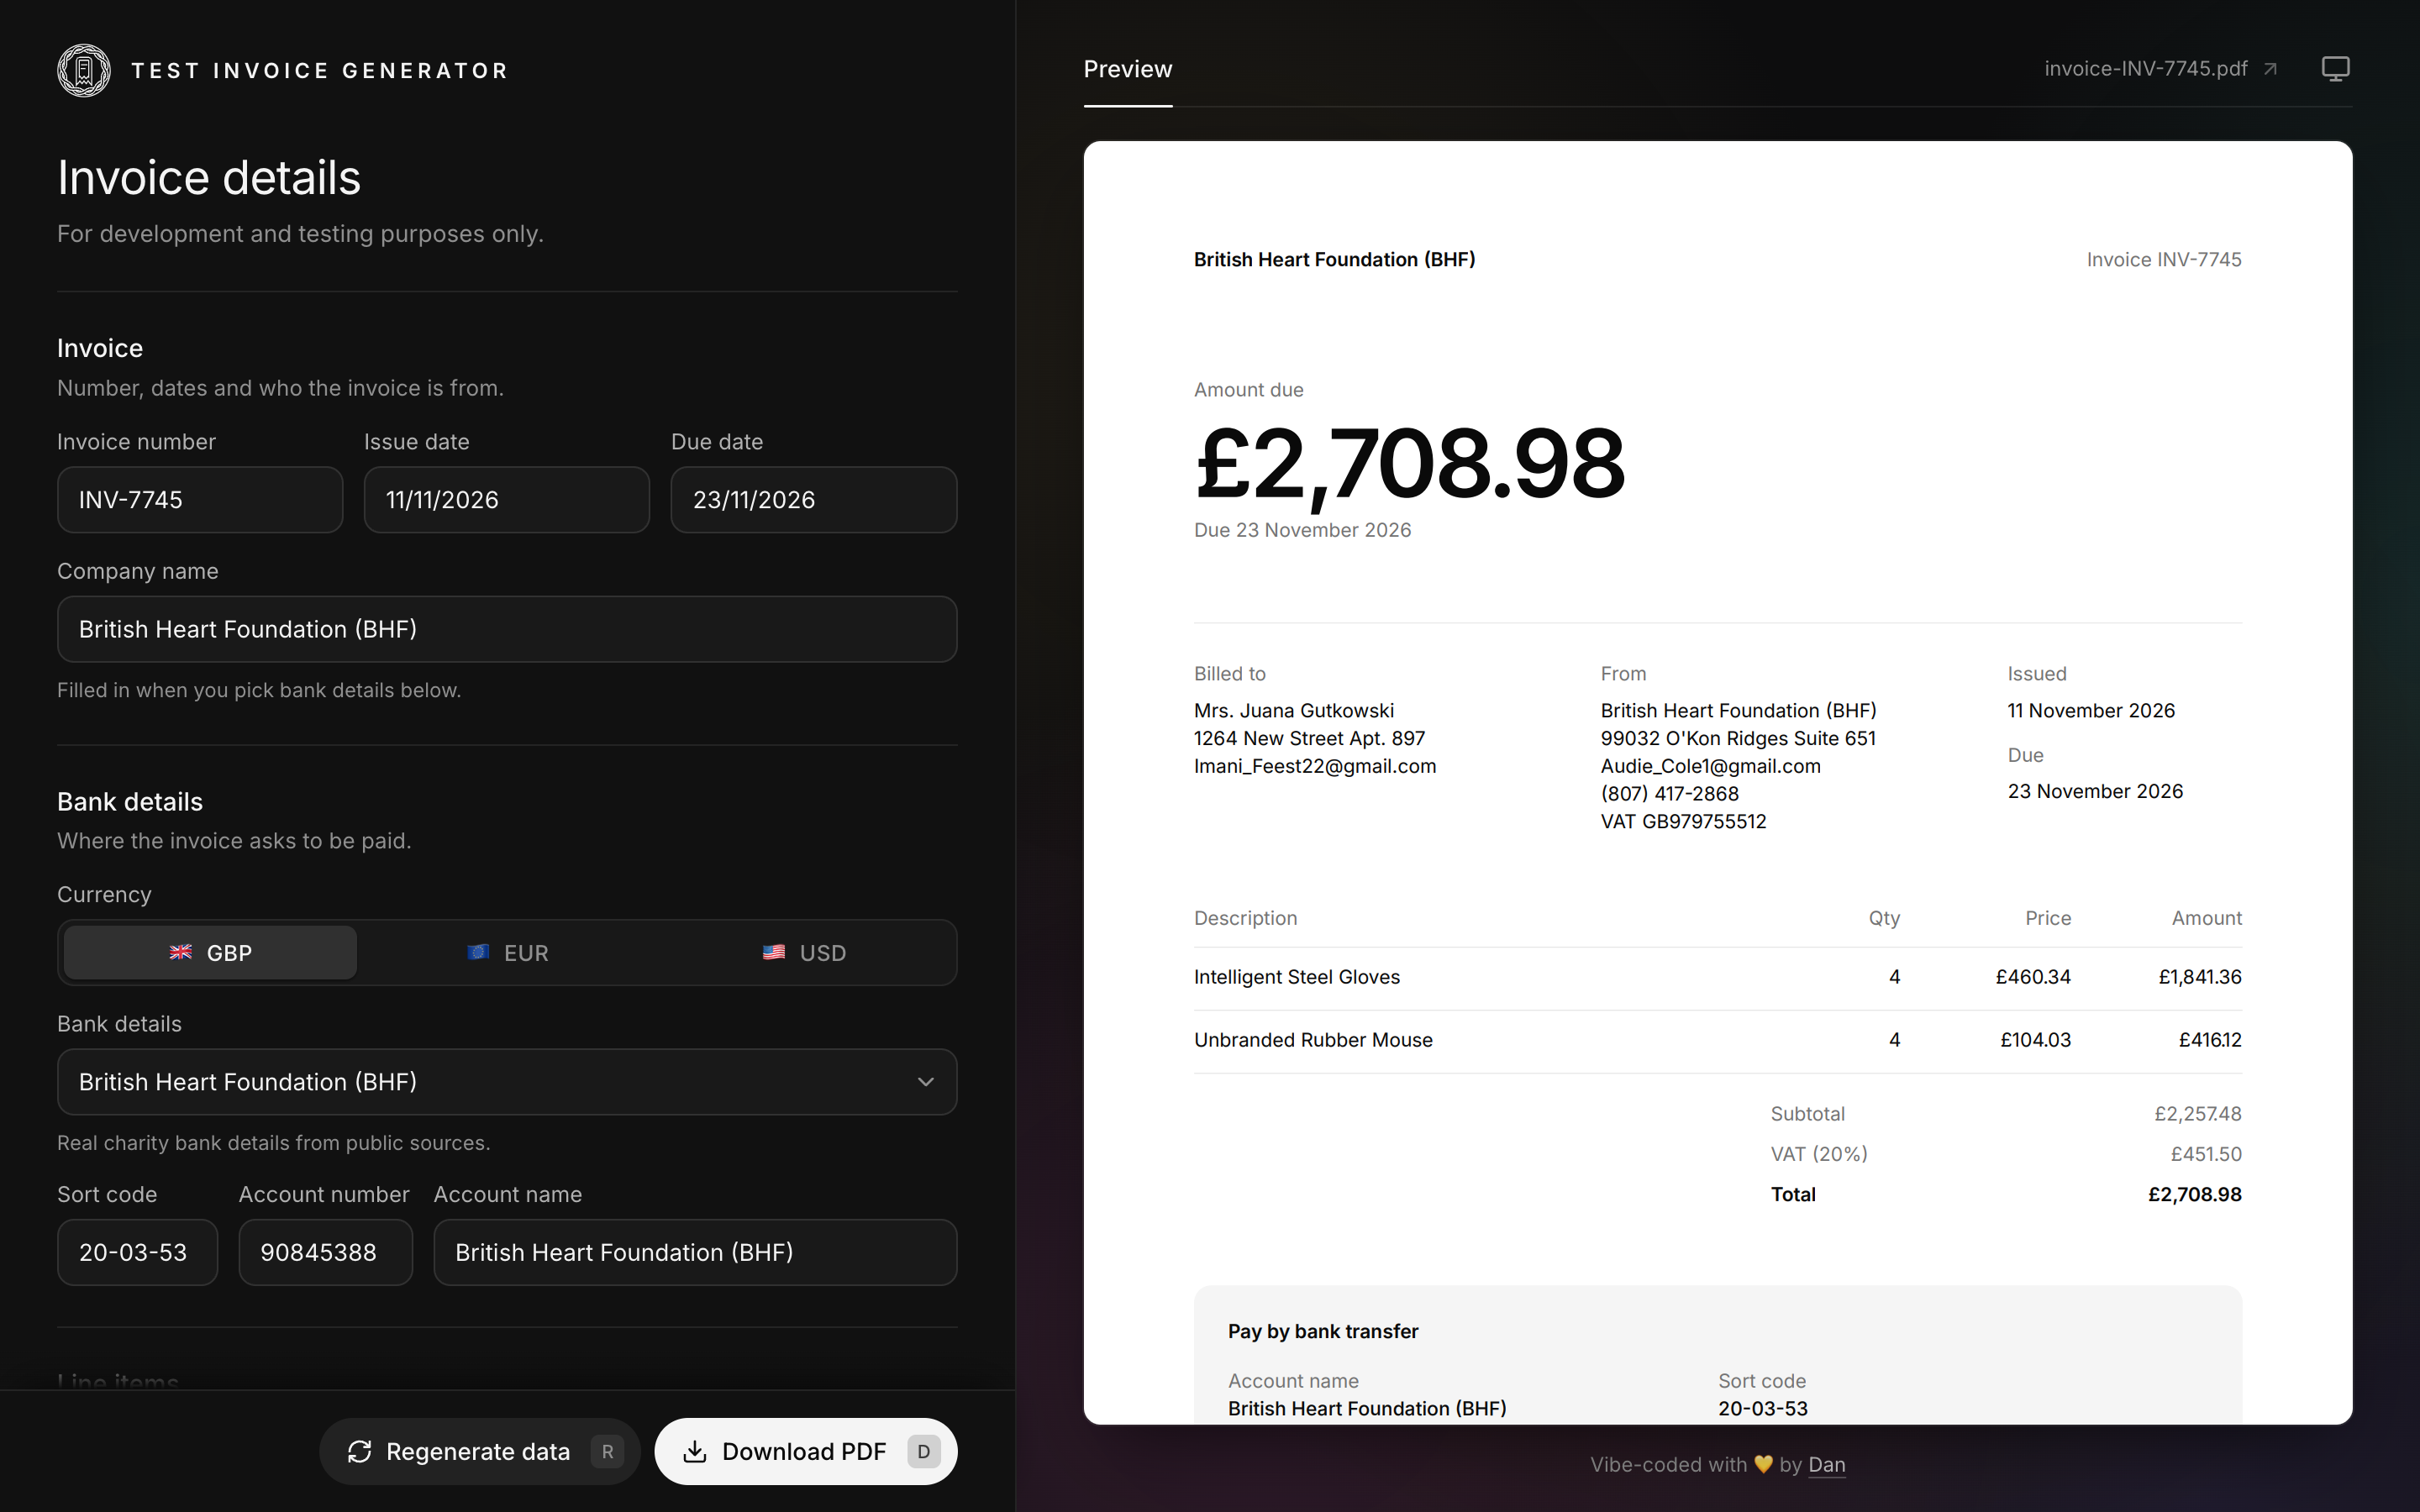 TEST INVOICE GENERATOR
Invoice details
For development and testing purposes only.
Invoice
Number, dates and who the invoice is from.
Invoice number Issue date Due date
INV-7745 11/11/2026 23/11/2026
Company name
British Heart Foundation (BHF)
Filled in when you pick bank details below.
Bank details
Where the invoice asks to be paid.
Currency
GBP EUR USD
Bank details
British Heart Foundation (BHF)
Real charity bank details from public sources.
Sort code Account number Account name
20-03-53 90845388 British Heart Foundation (BHF)
Line items
Regenerate data R Download PDF D
Preview invoice-INV-7745.pdf
British Heart Foundation (BHF) Invoice INV-7745
Amount due
£2,708.98
Due 23 November 2026
Billed to
Mrs. Juana Gutkowski
1264 New Street Apt. 897
Imani_Feest22@gmail.com
From
British Heart Foundation (BHF)
99032 O'Kon Ridges Suite 651
Audie_Cole1@gmail.com
(807) 417-2868
VAT GB979755512
Issued
11 November 2026
Due
23 November 2026
Description Qty Price Amount
Intelligent Steel Gloves 4 £460.34 £1,841.36
Unbranded Rubber Mouse 4 £104.03 £416.12
Subtotal £2,257.48
VAT (20%) £451.50
Total £2,708.98
Pay by bank transfer
Account name Sort code
British Heart Foundation (BHF) 20-03-53
Vibe-coded with 💛 by Dan